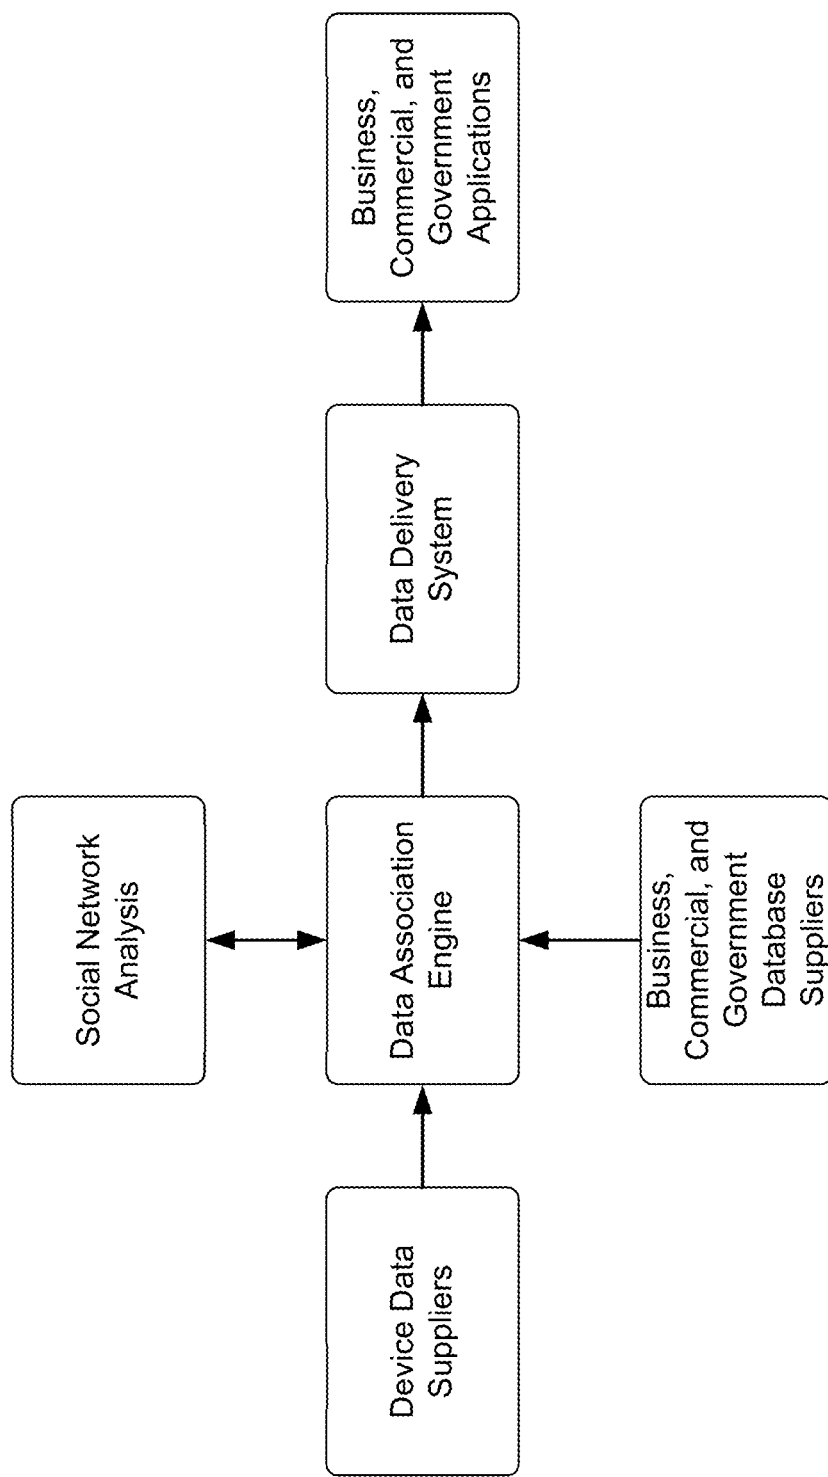 Social Network
Analysis
Device Data
Suppliers
Data Association
Engine
Data Delivery
System
Business,
Commercial, and
Government
Applications
Business,
Commercial, and
Government
Database
Suppliers